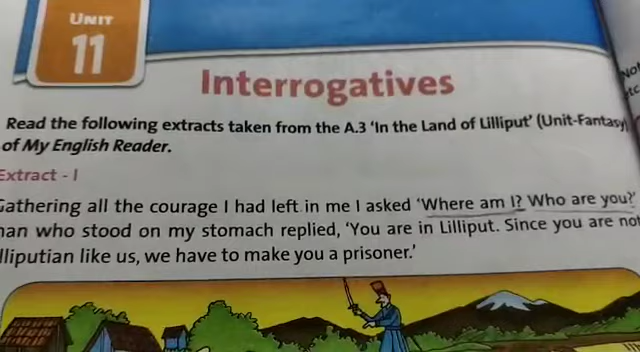 UNIT
11
Interrogatives
Read the following extracts taken from the A.3 'In the Land of Lilliput' (Unit-Fantasy)
of My English Reader.
Extract - I
Gathering all the courage I had left in me I asked 'Where am I? Who are you?'
man who stood on my stomach replied, 'You are in Lilliput. Since you are not
lliputian like us, we have to make you a prisoner.'
Not
etc